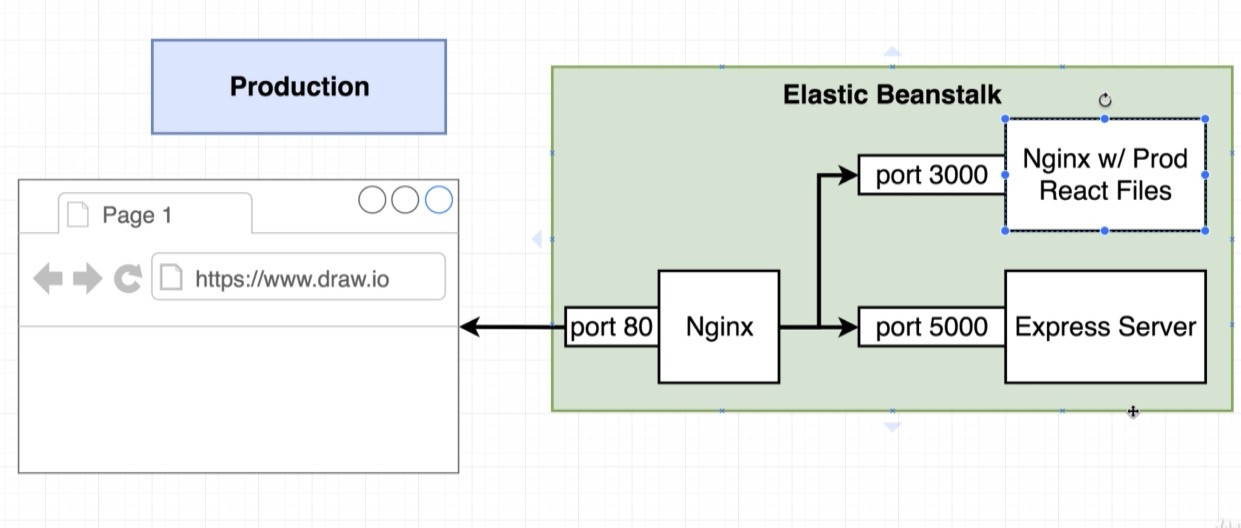 Production
Page 1
https://www.draw.io
Elastic Beanstalk
port 3000
Nginx w/ Prod
React Files
port 80
Nginx
port 5000
Express Server